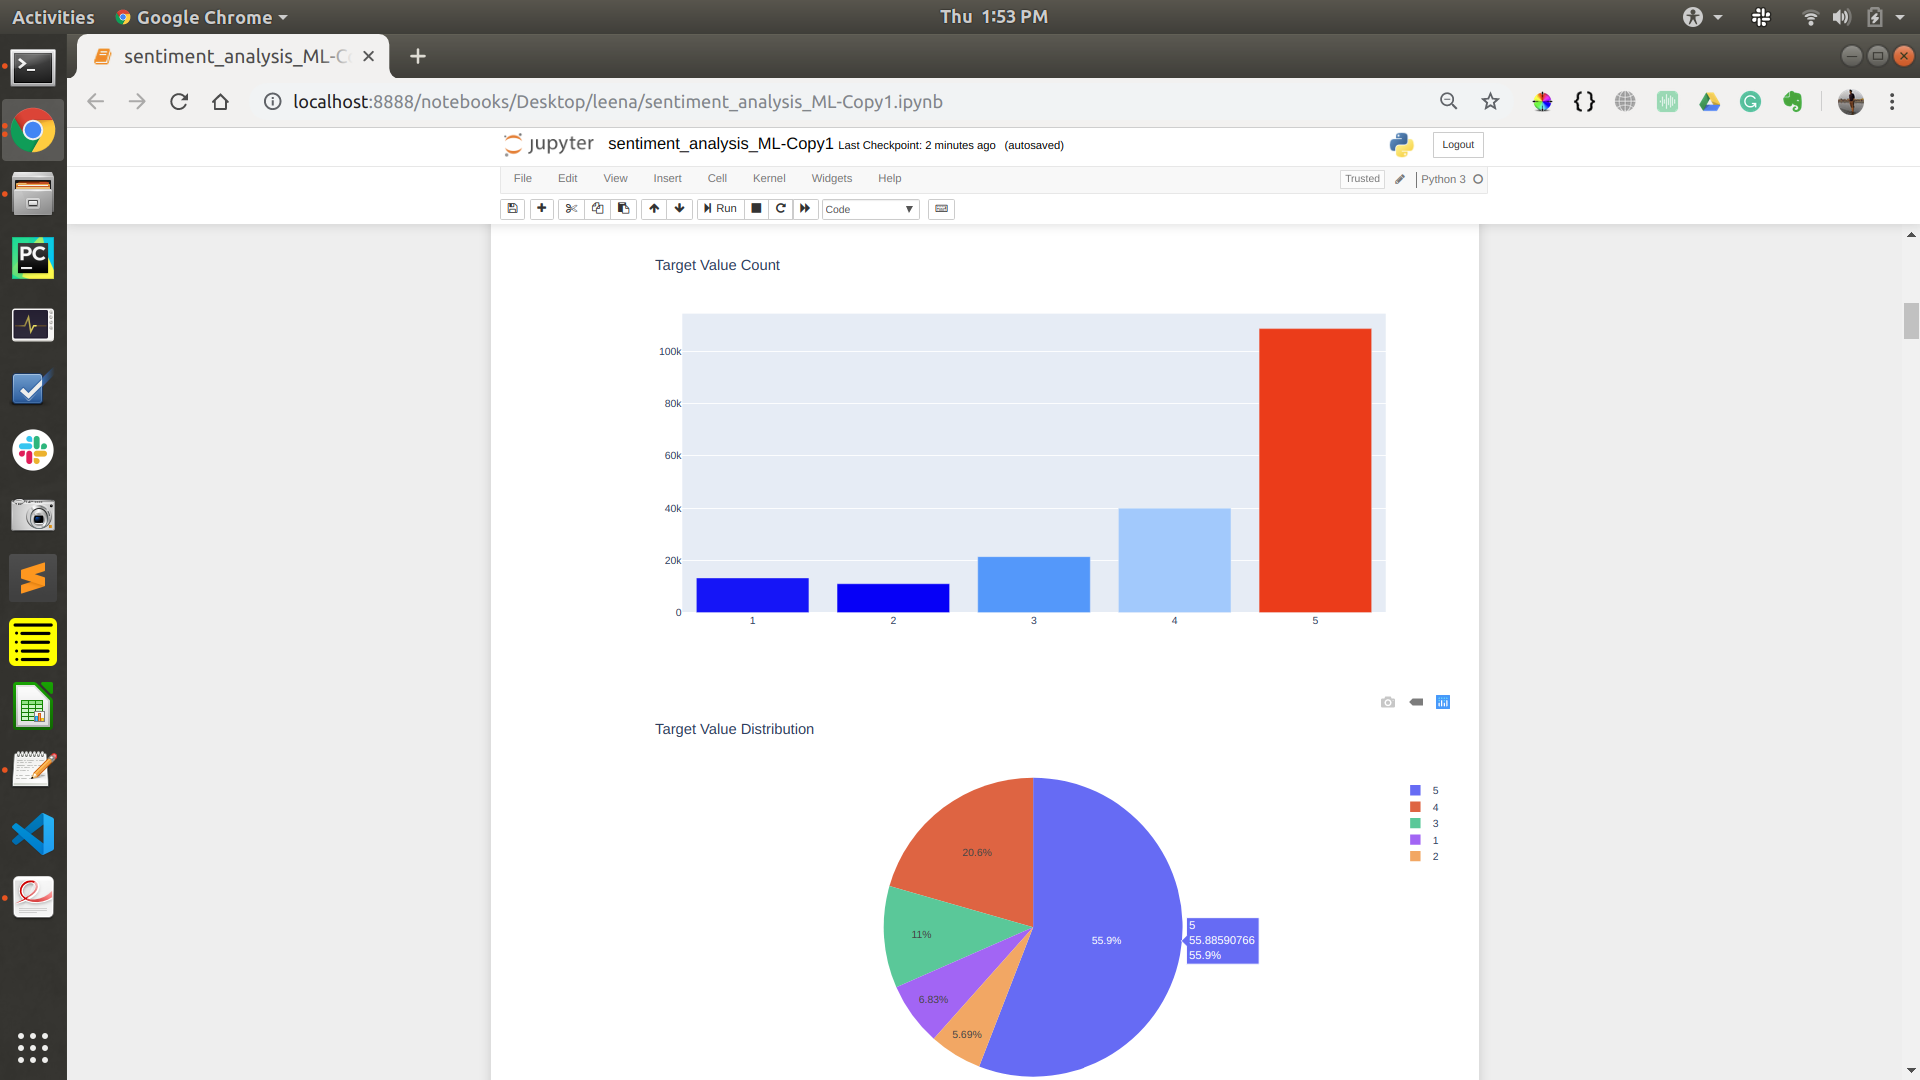 Activities Google Chrome Thu 1:53 PM
sentiment_analysis_ML-C
localhost:8888/notebooks/Desktop/leena/sentiment_analysis_ML-Copy1.ipynb
jupyter sentiment_analysis_ML-Copy1 Last Checkpoint: 2 minutes ago (autosaved) Logout
File Edit View Insert Cell Kernel Widgets Help Trusted Python 3
Run Code
PC
Target Value Count
100k
80k
60k
40k
20k
0
1 2 3 4 5
Target Value Distribution
5
4
3
1
2
20.6%
11%
6.83%
5.69%
55.9%
5
55.88590766
55.9%